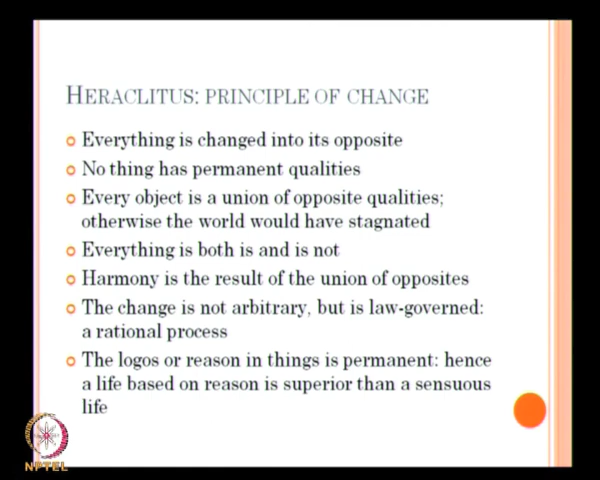 HERACLITUS: PRINCIPLE OF CHANGE
Everything is changed into its opposite
No thing has permanent qualities
Every object is a union of opposite qualities;
otherwise the world would have stagnated
Everything is both is and is not
Harmony is the result of the union of opposites
The change is not arbitrary, but is law-governed:
a rational process
The logos or reason in things is permanent: hence
a life based on reason is superior than a sensuous
life
NPTEL